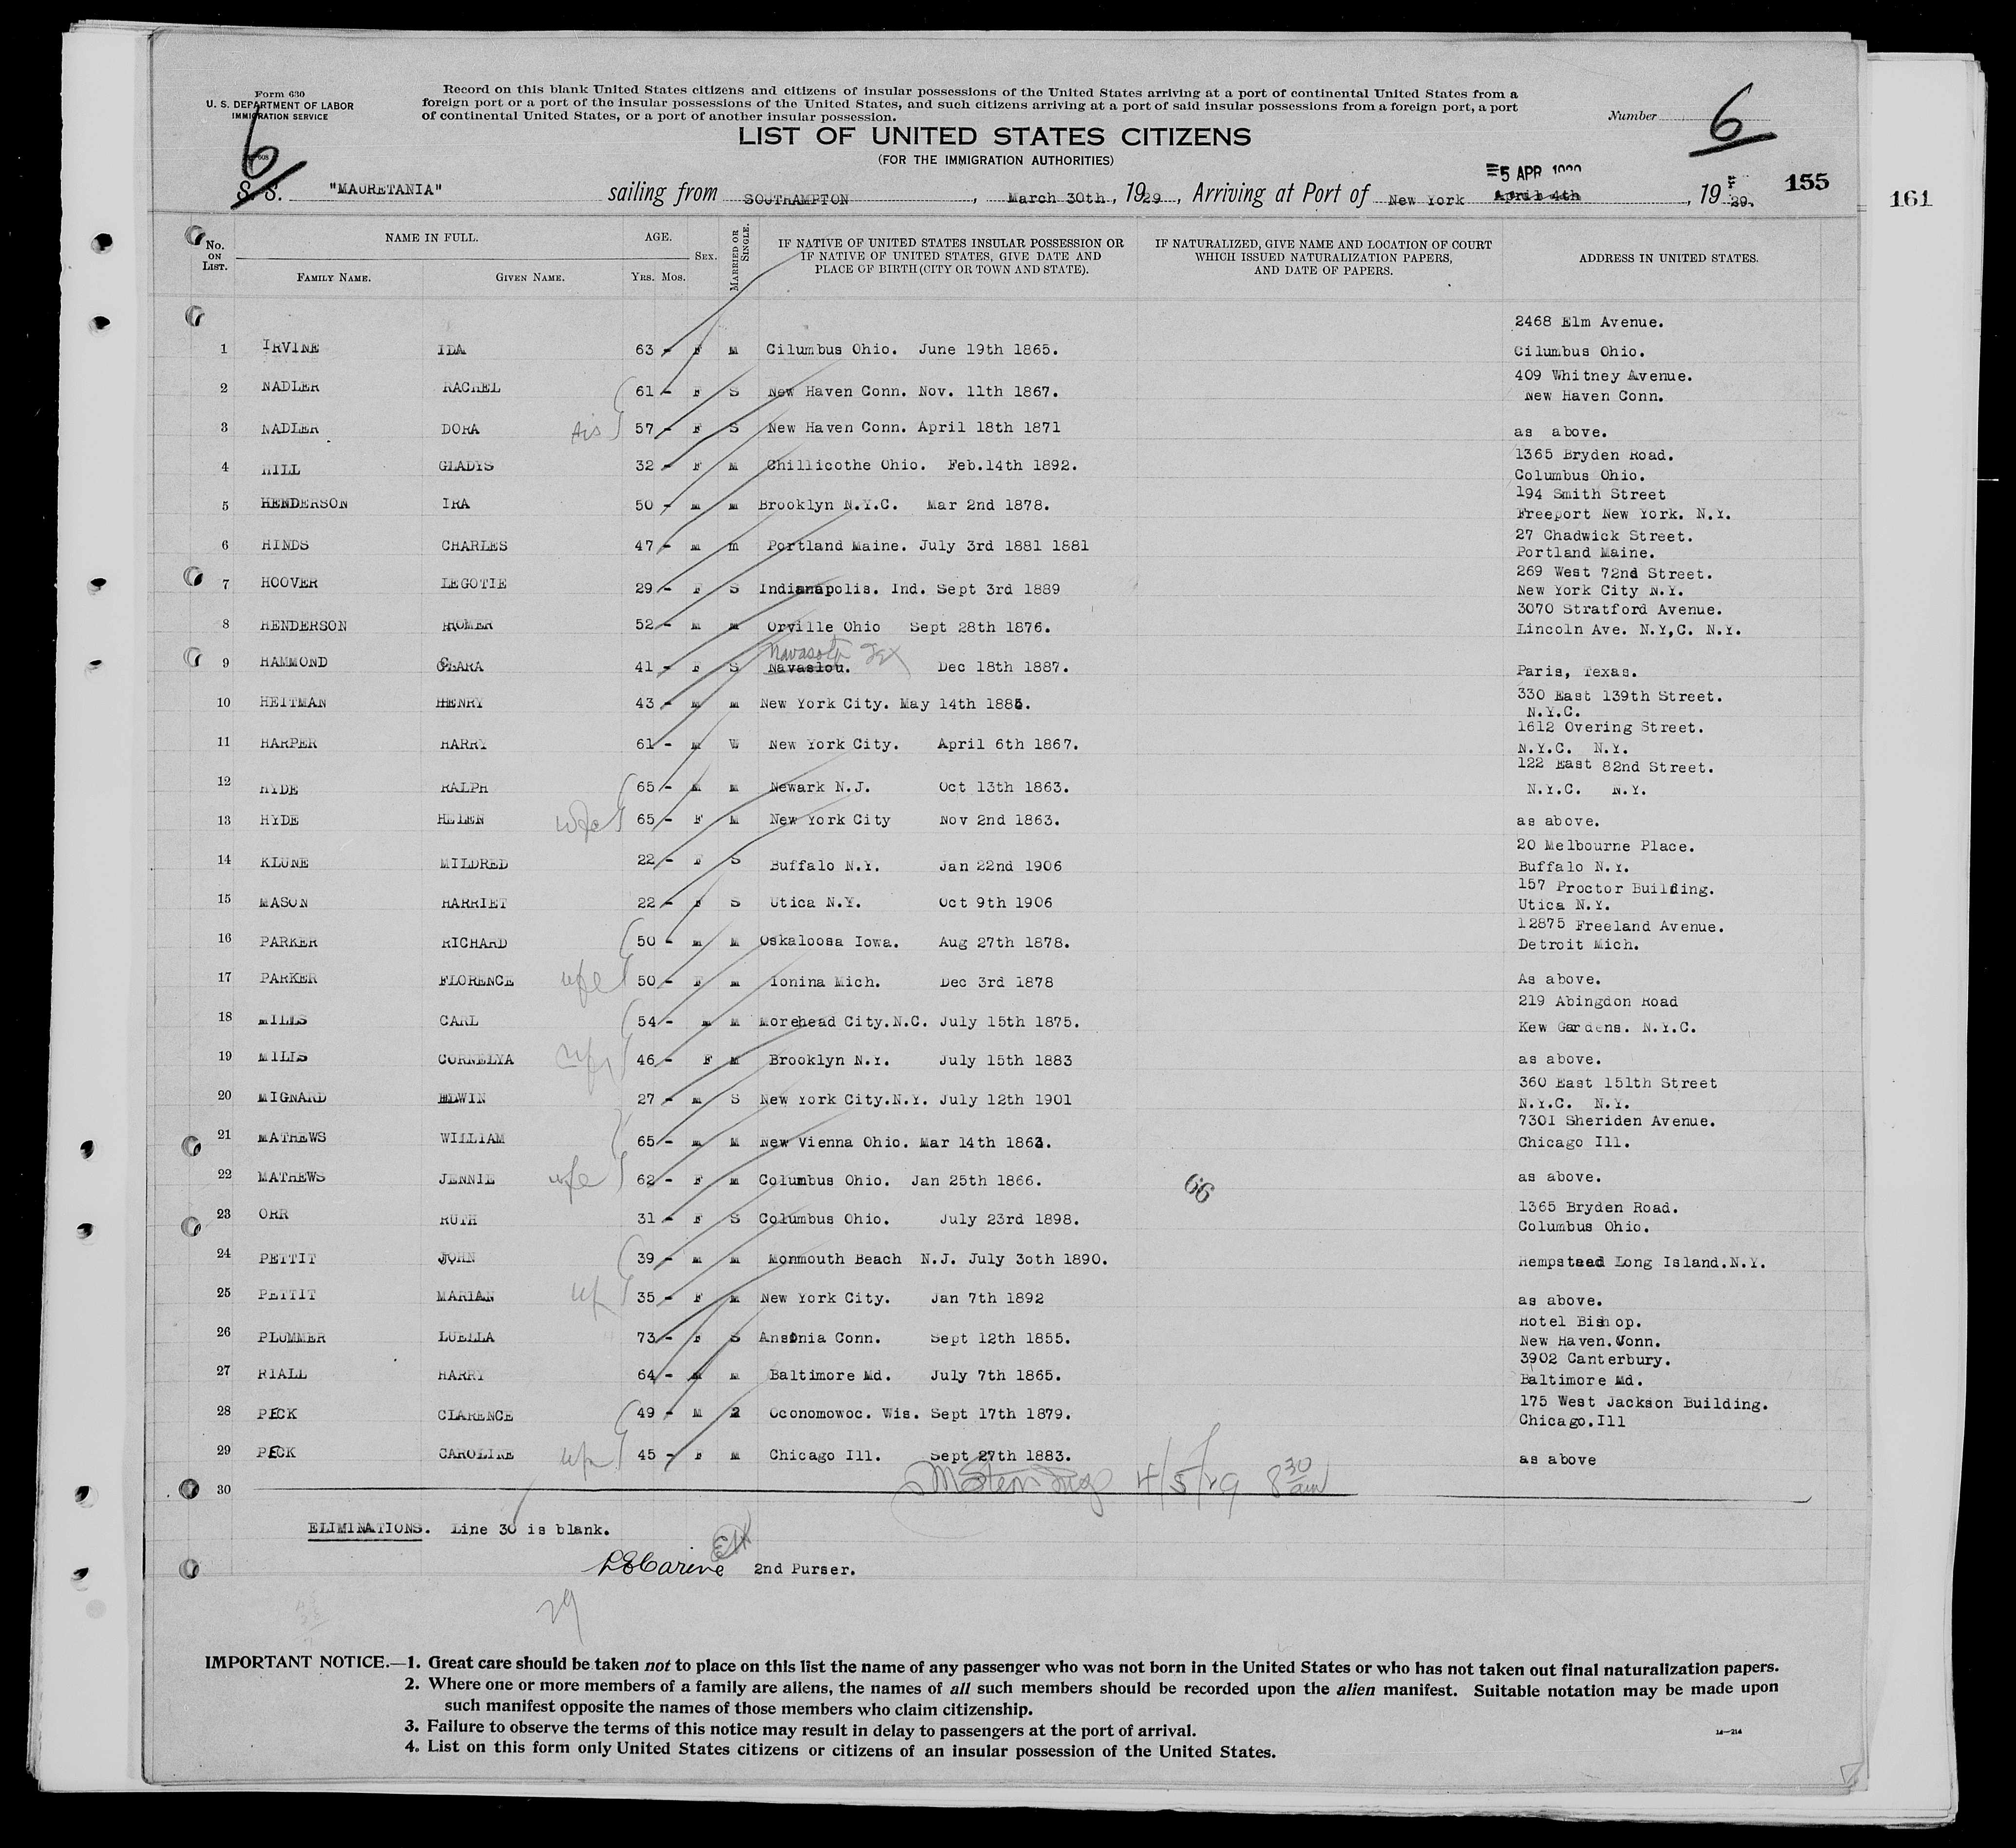 Form 630
U. S. DEPARTMENT OF LABOR
IMMIGRATION SERVICE
Record on this blank United States citizens and citizens of insular possessions of the United States arriving at a port of continental United States from a
foreign port or a port of the insular possessions of the United States, and such citizens arriving at a port of said insular possessions from a foreign port, a port
of continental United States, or a port of another insular possession.
Number 6
6
LIST OF UNITED STATES CITIZENS
(FOR THE IMMIGRATION AUTHORITIES)
S. S. "MAURETANIA" sailing from SOUTHAMPTON, March 30th, 1929, Arriving at Port of New York April 4th, 1929.
5 APR
155
161
No. ON LIST. NAME IN FULL. FAMILY NAME. GIVEN NAME. AGE. YRS. MOS. SEX. MARRIED OR SINGLE. IF NATIVE OF UNITED STATES INSULAR POSSESSION OR IF NATIVE OF UNITED STATES, GIVE DATE AND PLACE OF BIRTH (CITY OR TOWN AND STATE). IF NATURALIZED, GIVE NAME AND LOCATION OF COURT WHICH ISSUED NATURALIZATION PAPERS, AND DATE OF PAPERS. ADDRESS IN UNITED STATES.
2468 Elm Avenue.
1 IRVINE IDA 63 - F M Cilumbus Ohio. June 19th 1865. Cilumbus Ohio.
409 Whitney Avenue.
2 NADLER RACHEL 61 - F S New Haven Conn. Nov. 11th 1867. New Haven Conn.
3 NADLER DORA sis 57 - F S New Haven Conn. April 18th 1871 as above.
1365 Bryden Road.
4 HILL GLADYS 32 - F M Chillicothe Ohio. Feb.14th 1892. Columbus Ohio.
194 Smith Street
5 HENDERSON IRA 50 - m m Brooklyn N.Y.C. Mar 2nd 1878. Freeport New York. N.Y.
27 Chadwick Street.
6 HINDS CHARLES 47 - m m Portland Maine. July 3rd 1881 1881 Portland Maine.
269 West 72nd Street.
7 HOOVER LEGOTIE 29 - F S Indianapolis. Ind. Sept 3rd 1889 New York City N.Y.
3070 Stratford Avenue.
8 HENDERSON HOMER 52 - m m Orville Ohio Sept 28th 1876. Lincoln Ave. N.Y,C. N.Y.
Navasota Tex
9 HAMMOND CLARA 41 - F S Navaslou. Dec 18th 1887. Paris, Texas.
330 East 139th Street.
10 HEITMAN HENRY 43 - m m New York City. May 14th 1885. N.Y.C.
1612 Overing Street.
11 HARPER HARRY 61 - m W New York City. April 6th 1867. N.Y.C. N.Y.
122 East 82nd Street.
12 HYDE RALPH 65 - m m Newark N.J. Oct 13th 1863. N.Y.C. N.Y.
13 HYDE HELEN wfe 65 - F M New York City Nov 2nd 1863. as above.
20 Melbourne Place.
14 KLUNE MILDRED 22 - F S Buffalo N.Y. Jan 22nd 1906 Buffalo N.Y.
157 Proctor Building.
15 MASON HARRIET 22 - F S Utica N.Y. Oct 9th 1906 Utica N.Y.
12875 Freeland Avenue.
16 PARKER RICHARD 50 - m M Oskaloosa Iowa. Aug 27th 1878. Detroit Mich.
17 PARKER FLORENCE wfe 50 - F m Ionina Mich. Dec 3rd 1878 As above.
219 Abingdon Road
18 MILLS CARL 54 - m M Morehead City.N.C. July 15th 1875. Kew Gardens. N.Y.C.
19 MILLS CORNELYA wfe 46 - F M Brooklyn N.Y. July 15th 1883 as above.
360 East 151th Street
20 MIGNARD EDWIN 27 - m S New York City.N.Y. July 12th 1901 N.Y.C. N.Y.
7301 Sheriden Avenue.
21 MATHEWS WILLIAM 65 - m M New Vienna Ohio. Mar 14th 1863. Chicago Ill.
22 MATHEWS JENNIE wfe 62 - F m Columbus Ohio. Jan 25th 1866. as above.
66
1365 Bryden Road.
23 ORR RUTH 31 - F S Columbus Ohio. July 23rd 1898. Columbus Ohio.
24 PETTIT JOHN 39 - m m Monmouth Beach N.J. July 3oth 1890. Hempstead Long Island.N.Y.
25 PETTIT MARIAN wf 35 - F m New York City. Jan 7th 1892 as above.
Hotel Bishop.
26 PLUMMER LUELLA 73 - F S Ansonia Conn. Sept 12th 1855. New Haven.Conn.
3902 Canterbury.
27 RIALL HARRY 64 - M m Baltimore Md. July 7th 1865. Baltimore Md.
175 West Jackson Building.
28 PECK CLARENCE 49 - M 2 Oconomowoc. Wis. Sept 17th 1879. Chicago.Ill
29 PECK CAROLINE wfe 45 - F M Chicago Ill. Sept 27th 1883. as above
30
4/5/29 8 30 am
ELIMINATIONS. Line 30 is blank.
2nd Purser.
29
IMPORTANT NOTICE.—1. Great care should be taken not to place on this list the name of any passenger who was not born in the United States or who has not taken out final naturalization papers.
2. Where one or more members of a family are aliens, the names of all such members should be recorded upon the alien manifest. Suitable notation may be made upon
such manifest opposite the names of those members who claim citizenship.
3. Failure to observe the terms of this notice may result in delay to passengers at the port of arrival.
4. List on this form only United States citizens or citizens of an insular possession of the United States.
14—214